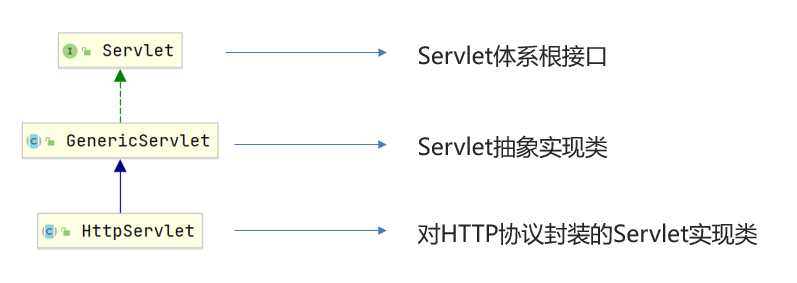 Servlet
Servlet体系根接口
GenericServlet
Servlet抽象实现类
HttpServlet
对HTTP协议封装的Servlet实现类